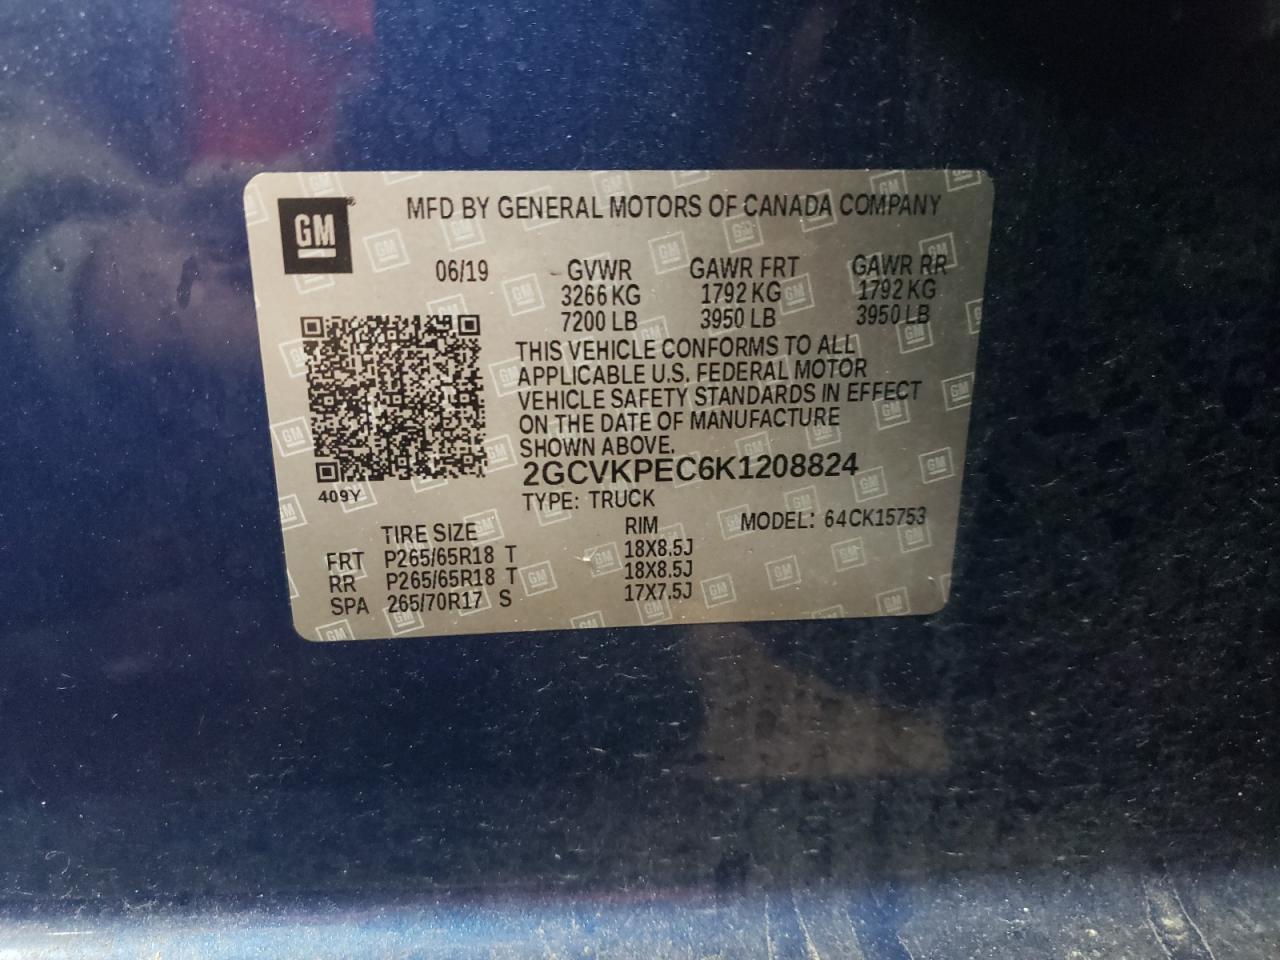 GM®
MFD BY GENERAL MOTORS OF CANADA COMPANY
06/19 GVWR GAWR FRT GAWR RR
3266 KG 1792 KG 1792 KG
7200 LB 3950 LB 3950 LB
THIS VEHICLE CONFORMS TO ALL
APPLICABLE U.S. FEDERAL MOTOR
VEHICLE SAFETY STANDARDS IN EFFECT
ON THE DATE OF MANUFACTURE
SHOWN ABOVE.
2GCVKPEC6K1208824
409Y
TYPE: TRUCK
TIRE SIZE RIM MODEL: 64CK15753
FRT P265/65R18 T 18X8.5J
RR P265/65R18 T 18X8.5J
SPA 265/70R17 S 17X7.5J